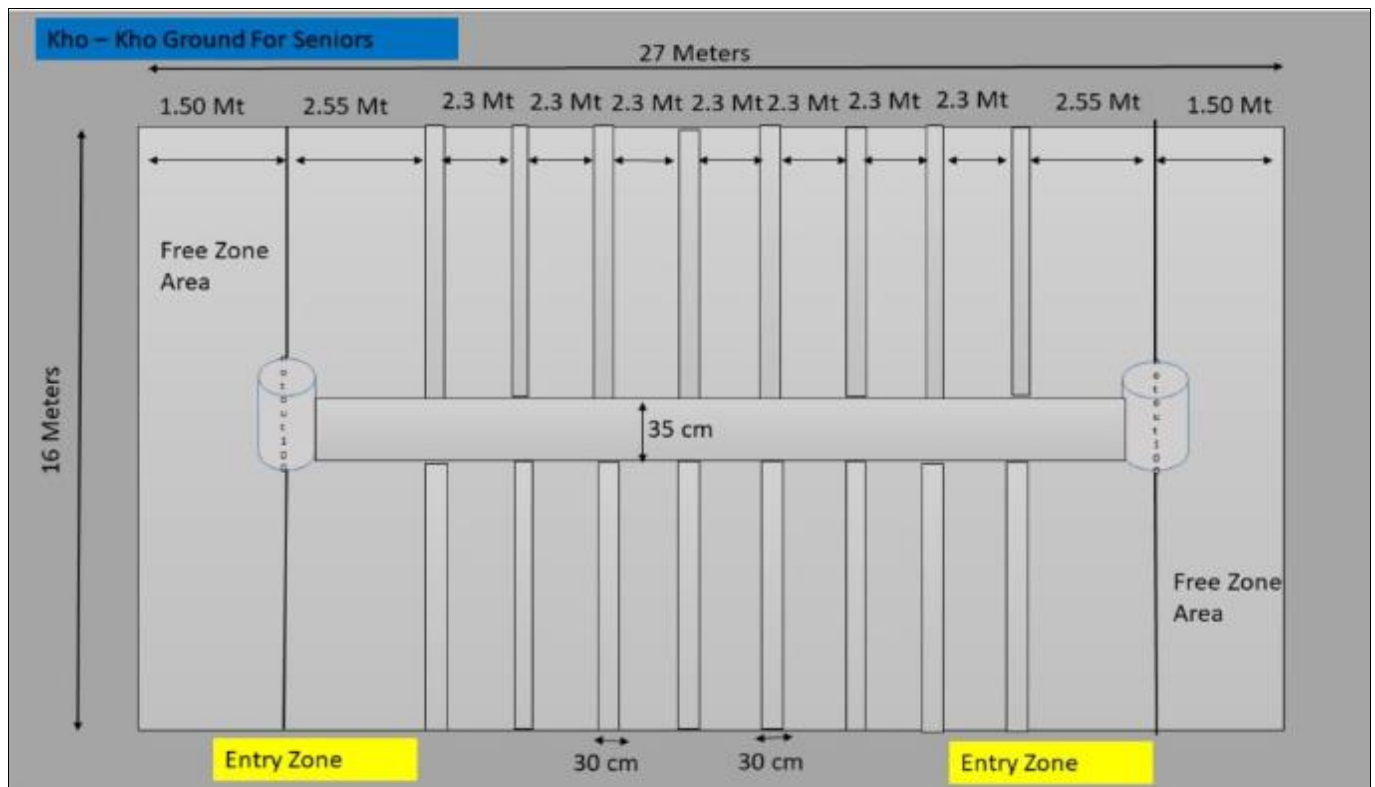 Kho – Kho Ground For Seniors
27 Meters
1.50 Mt 2.55 Mt 2.3 Mt 2.3 Mt 2.3 Mt 2.3 Mt 2.3 Mt 2.3 Mt 2.3 Mt 2.55 Mt 1.50 Mt
Free Zone
Area
16 Meters
35 cm
Free Zone
Area
Entry Zone
30 cm
30 cm
Entry Zone